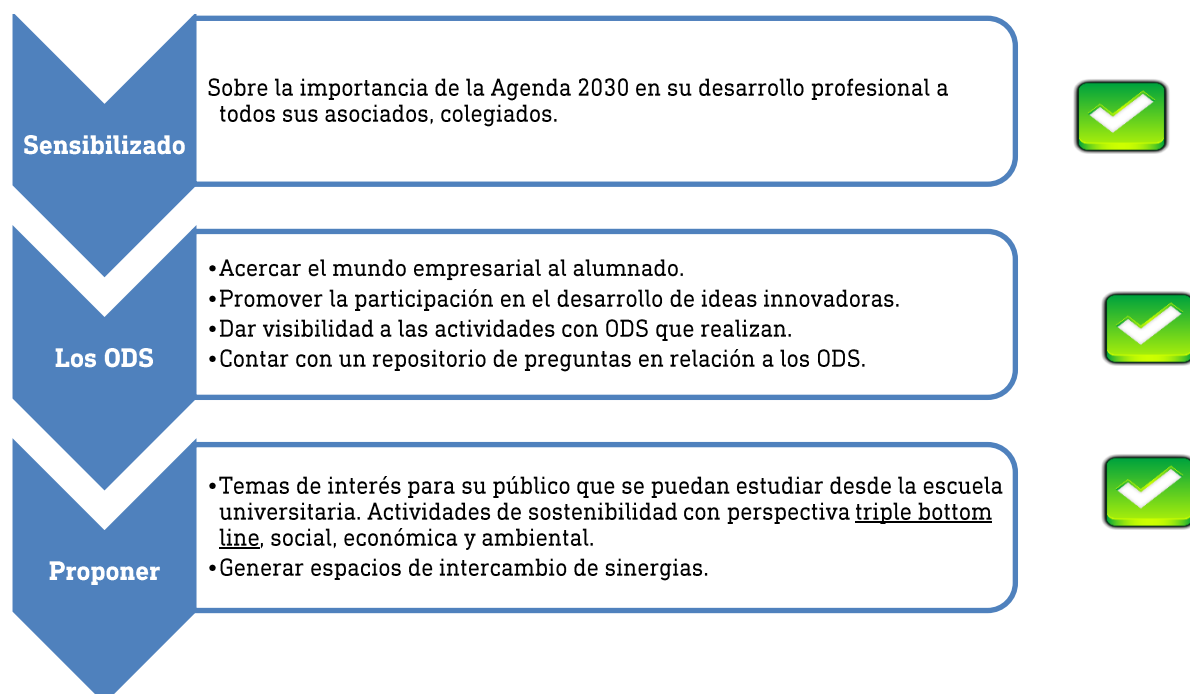 Sensibilizado
Sobre la importancia de la Agenda 2030 en su desarrollo profesional a
todos sus asociados, colegiados.
Los ODS
•Acercar el mundo empresarial al alumnado.
•Promover la participación en el desarrollo de ideas innovadoras.
•Dar visibilidad a las actividades con ODS que realizan.
•Contar con un repositorio de preguntas en relación a los ODS.
Proponer
•Temas de interés para su público que se puedan estudiar desde la escuela
universitaria. Actividades de sostenibilidad con perspectiva triple bottom
line, social, económica y ambiental.
•Generar espacios de intercambio de sinergias.